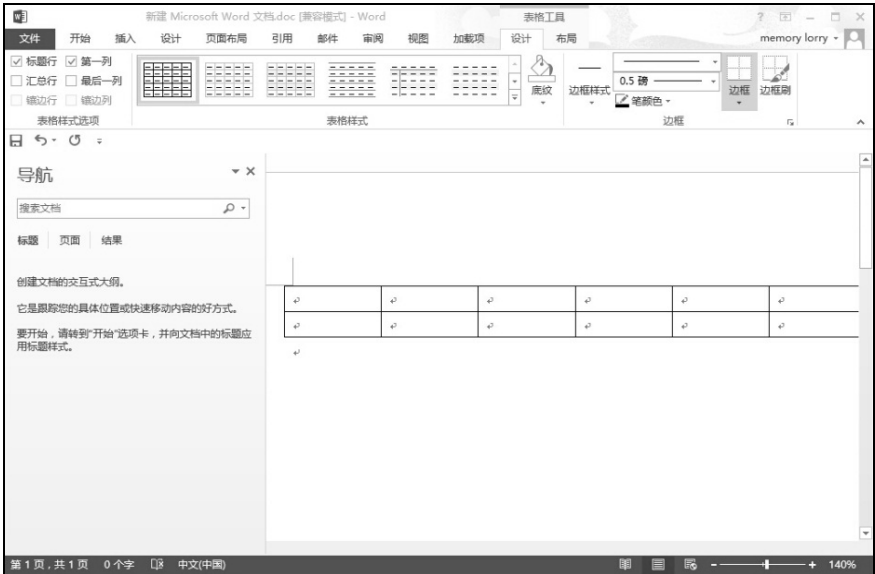 新建 Microsoft Word 文档.doc [兼容模式] - Word
表格工具
文件 开始 插入 设计 页面布局 引用 邮件 审阅 视图 加载项 设计 布局 memory lorry
标题行 第一列
汇总行 最后一列
镶边行 镶边列
底纹
边框样式
0.5 磅
笔颜色
边框
边框刷
表格样式选项 表格样式 边框
导航
搜索文档
标题 页面 结果
创建文档的交互式大纲。
它是跟踪您的具体位置或快速移动内容的好方式。
要开始，请转到“开始”选项卡，并向文档中的标题应
用标题样式。
第 1 页，共 1 页 0 个字 中文(中国) 140%